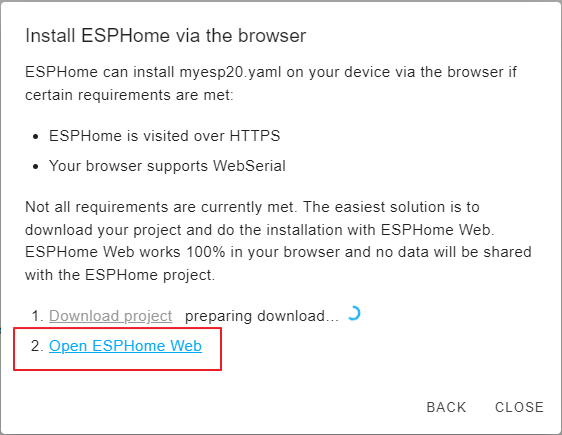 Install ESPHome via the browser
ESPHome can install myesp20.yaml on your device via the browser if
certain requirements are met:
• ESPHome is visited over HTTPS
• Your browser supports WebSerial
Not all requirements are currently met. The easiest solution is to
download your project and do the installation with ESPHome Web.
ESPHome Web works 100% in your browser and no data will be shared
with the ESPHome project.
1. Download project preparing download...
2. Open ESPHome Web
BACK CLOSE